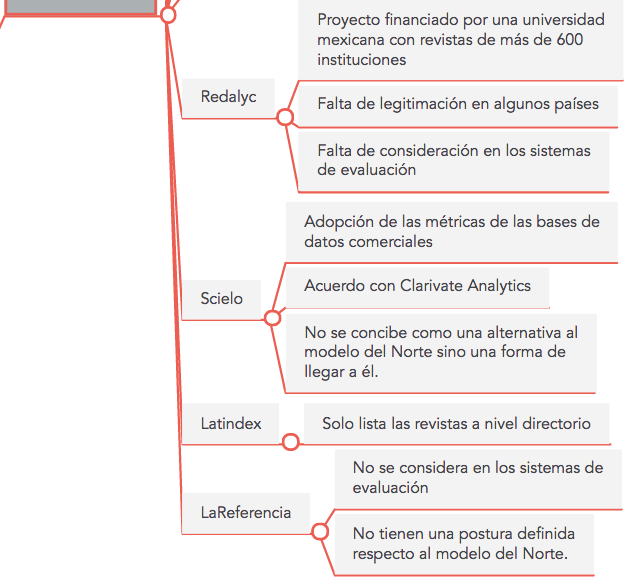 Proyecto financiado por una universidad
mexicana con revistas de más de 600
instituciones
Redalyc
Falta de legitimación en algunos países
Falta de consideración en los sistemas
de evaluación
Adopción de las métricas de las bases de
datos comerciales
Scielo
Acuerdo con Clarivate Analytics
No se concibe como una alternativa al
modelo del Norte sino una forma de
llegar a él.
Latindex
Solo lista las revistas a nivel directorio
No se considera en los sistemas de
evaluación
LaReferencia
No tienen una postura definida
respecto al modelo del Norte.